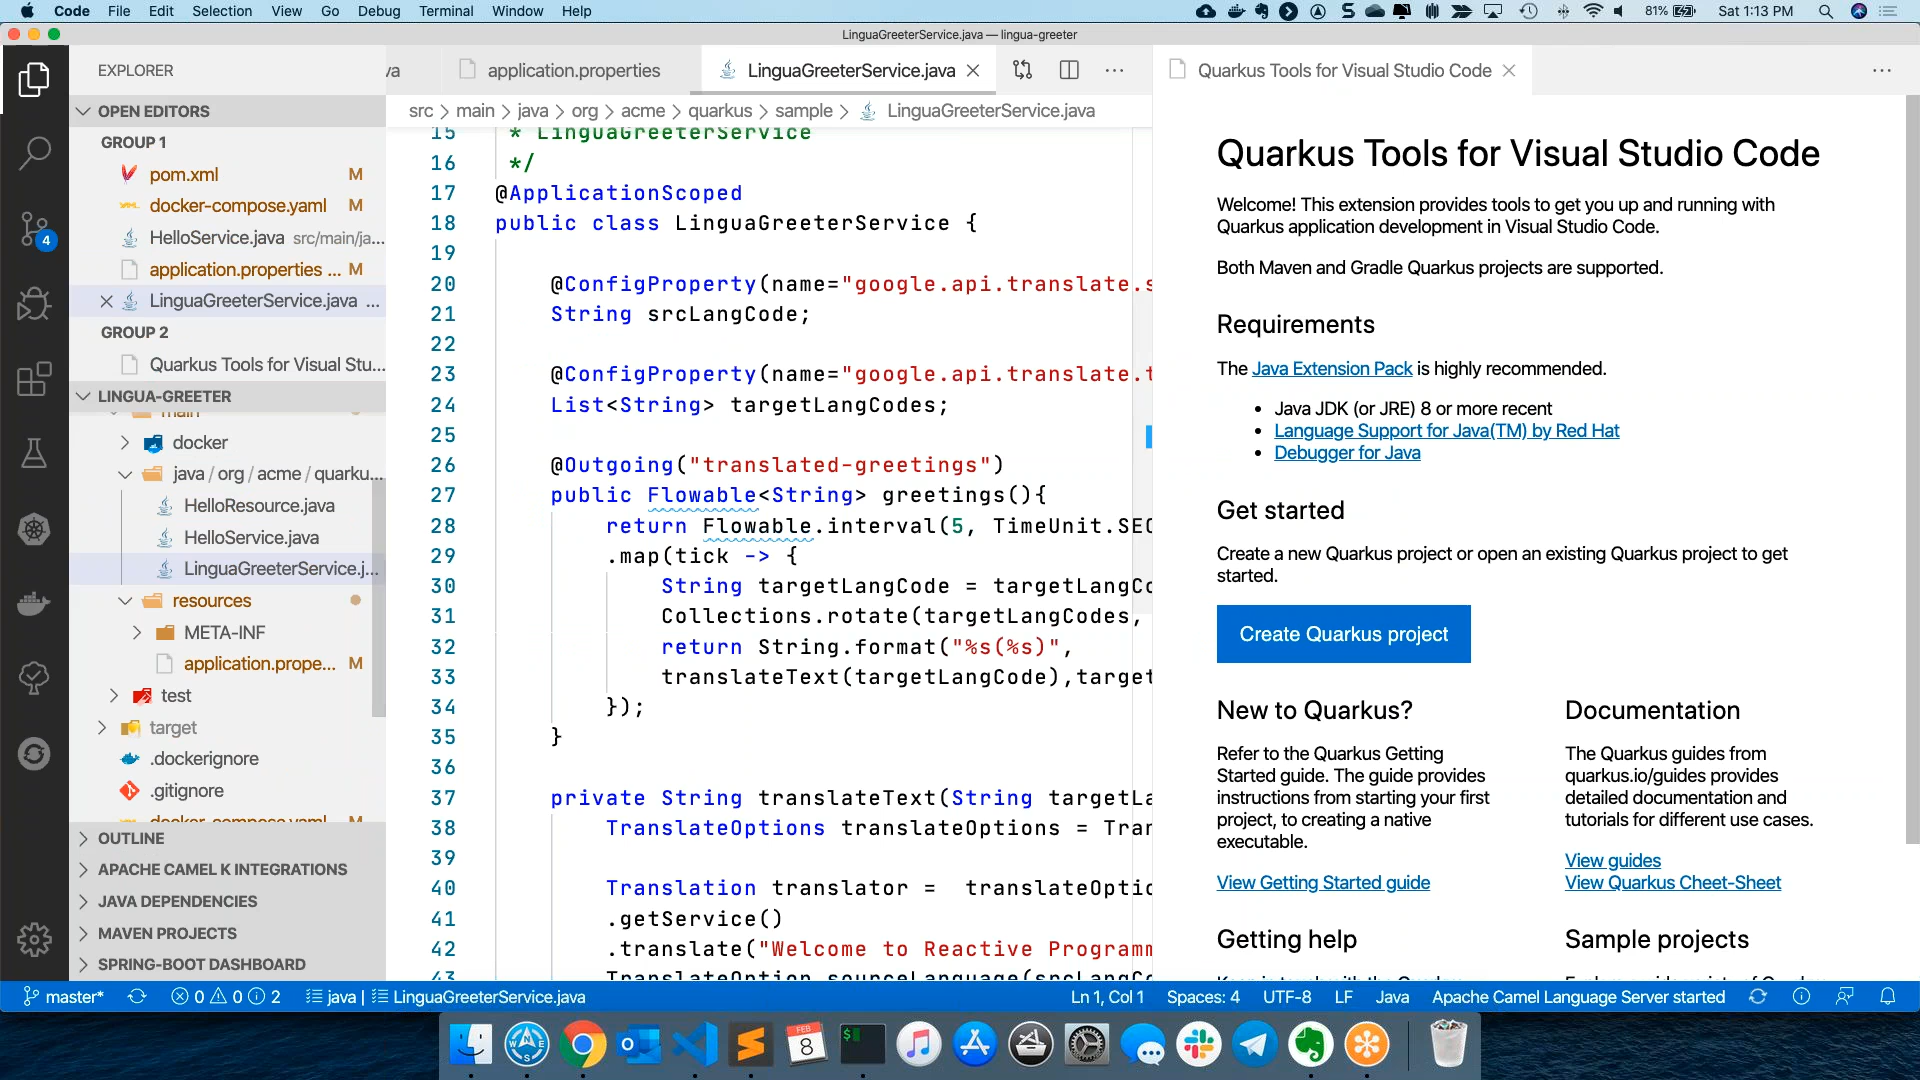 Code File Edit Selection View Go Debug Terminal Window Help
81% Sat 1:13 PM
LinguaGreeterService.java — lingua-greeter
EXPLORER
OPEN EDITORS
GROUP 1
pom.xml M
docker-compose.yaml M
HelloService.java src/main/ja...
application.properties ... M
LinguaGreeterService.java ...
GROUP 2
Quarkus Tools for Visual Stu...
LINGUA-GREETER
main
docker
java / org / acme / quarku...
HelloResource.java
HelloService.java
LinguaGreeterService.j...
resources
META-INF
application.prope... M
test
target
.dockerignore
.gitignore
docker-compose.yaml M
OUTLINE
APACHE CAMEL K INTEGRATIONS
JAVA DEPENDENCIES
MAVEN PROJECTS
SPRING-BOOT DASHBOARD
4
va
application.properties
LinguaGreeterService.java
src > main > java > org > acme > quarkus > sample > LinguaGreeterService.java
15 * LinguaGreeterService
16 */
17 @ApplicationScoped
18 public class LinguaGreeterService {
19
20 @ConfigProperty(name="google.api.translate.s
21 String srcLangCode;
22
23 @ConfigProperty(name="google.api.translate.t
24 List<String> targetLangCodes;
25
26 @Outgoing("translated-greetings")
27 public Flowable<String> greetings(){
28 return Flowable.interval(5, TimeUnit.SEC
29 .map(tick -> {
30 String targetLangCode = targetLangCo
31 Collections.rotate(targetLangCodes,
32 return String.format("%s(%s)",
33 translateText(targetLangCode),target
34 });
35 }
36
37 private String translateText(String targetLa
38 TranslateOptions translateOptions = Tran
39
40 Translation translator = translateOptio
41 .getService()
42 .translate("Welcome to Reactive Programm
43 TranslateOption.sourceLanguage(srcLangCo
Quarkus Tools for Visual Studio Code
Quarkus Tools for Visual Studio Code
Welcome! This extension provides tools to get you up and running with
Quarkus application development in Visual Studio Code.
Both Maven and Gradle Quarkus projects are supported.
Requirements
The Java Extension Pack is highly recommended.
• Java JDK (or JRE) 8 or more recent
• Language Support for Java(TM) by Red Hat
• Debugger for Java
Get started
Create a new Quarkus project or open an existing Quarkus project to get
started.
Create Quarkus project
New to Quarkus?
Refer to the Quarkus Getting
Started guide. The guide provides
instructions from starting your first
project, to creating a native
executable.
View Getting Started guide
Documentation
The Quarkus guides from
quarkus.io/guides provides
detailed documentation and
tutorials for different use cases.
View guides
View Quarkus Cheet-Sheet
Getting help
Sample projects
master* 0 0 2 java | LinguaGreeterService.java
Ln 1, Col 1 Spaces: 4 UTF-8 LF Java Apache Camel Language Server started
FEB
8